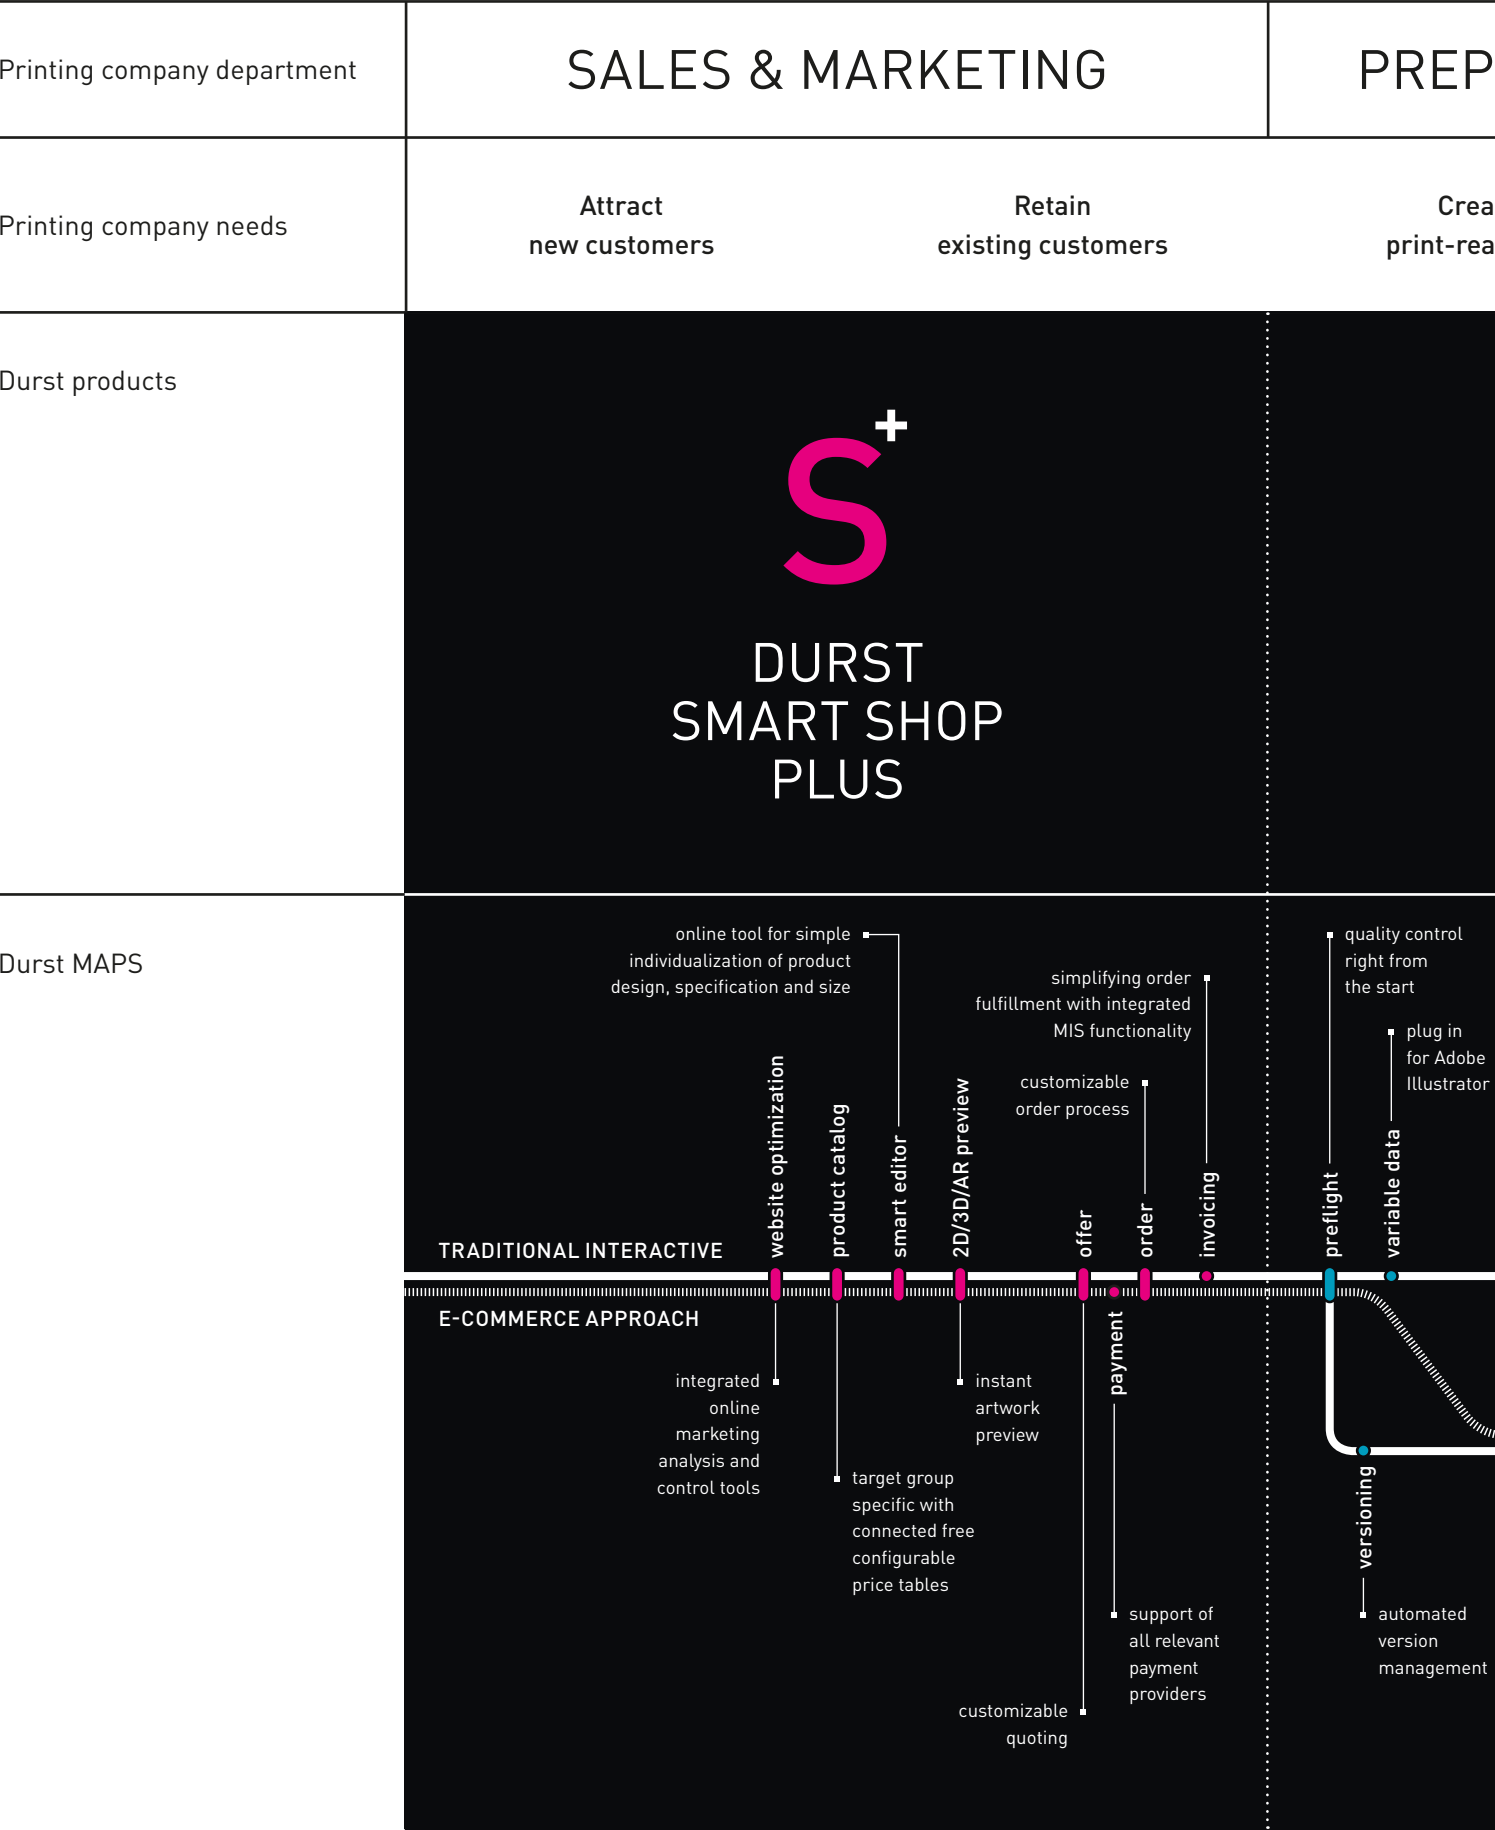 Printing company department
SALES & MARKETING
PREP
Printing company needs
Attract
new customers
Retain
existing customers
Crea
print-rea
Durst products
S+
DURST
SMART SHOP
PLUS
Durst MAPS
online tool for simple
individualization of product
design, specification and size
simplifying order
fulfillment with integrated
MIS functionality
customizable
order process
quality control
right from
the start
plug in
for Adobe
Illustrator
website optimization
product catalog
smart editor
2D/3D/AR preview
offer
order
invoicing
preflight
variable data
TRADITIONAL INTERACTIVE
E-COMMERCE APPROACH
payment
versioning
integrated
online
marketing
analysis and
control tools
target group
specific with
connected free
configurable
price tables
instant
artwork
preview
customizable
quoting
support of
all relevant
payment
providers
automated
version
management